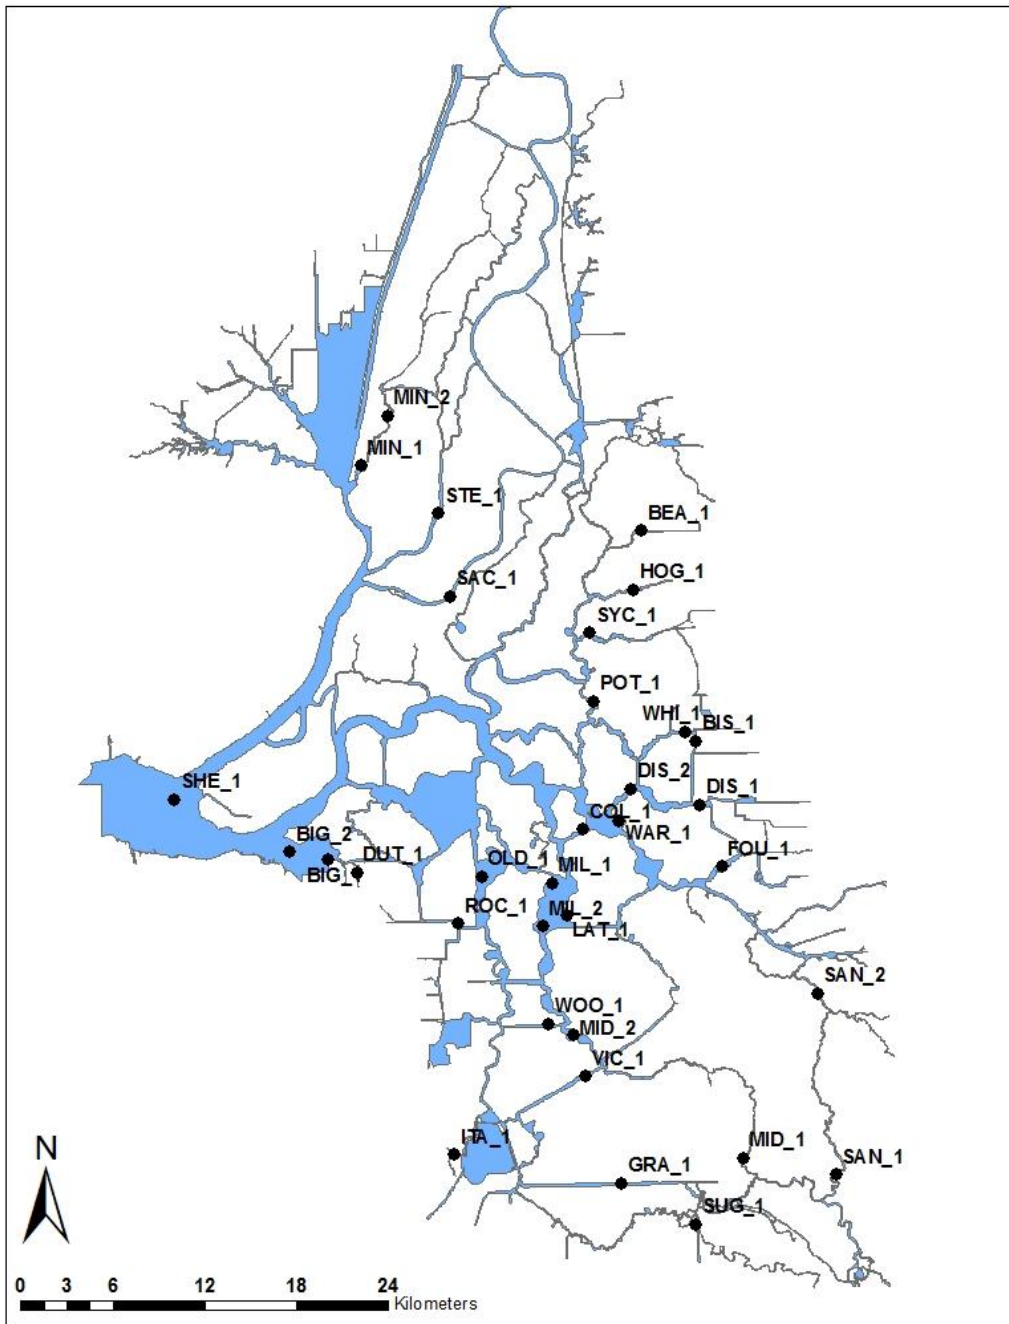 MIN_2
MIN_1
STE_1
BEA_1
HOG_1
SAC_1
SYC_1
POT_1
WHI_1
BIS_1
DIS_2
SHE_1
DIS_1
COL_1
WAR_1
BIG_2
DUT_1
OLD_1
MIL_1
FOU_1
BIG_
ROC_1
MIL_2
LAT_1
SAN_2
WOO_1
MID_2
VIC_1
ITA_1
MID_1
SAN_1
GRA_1
SUG_1
N
0 3 6 12 18 24
Kilometers